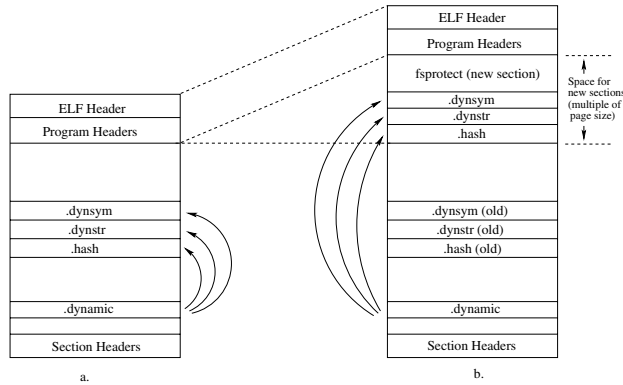 ELF Header
Program Headers
.dynsym
.dynstr
.hash
.dynamic
Section Headers
a.
ELF Header
Program Headers
fsprotect (new section)
.dynsym
.dynstr
.hash
.dynsym (old)
.dynstr (old)
.hash (old)
.dynamic
Section Headers
b.
Space for
new sections
(multiple of
page size)